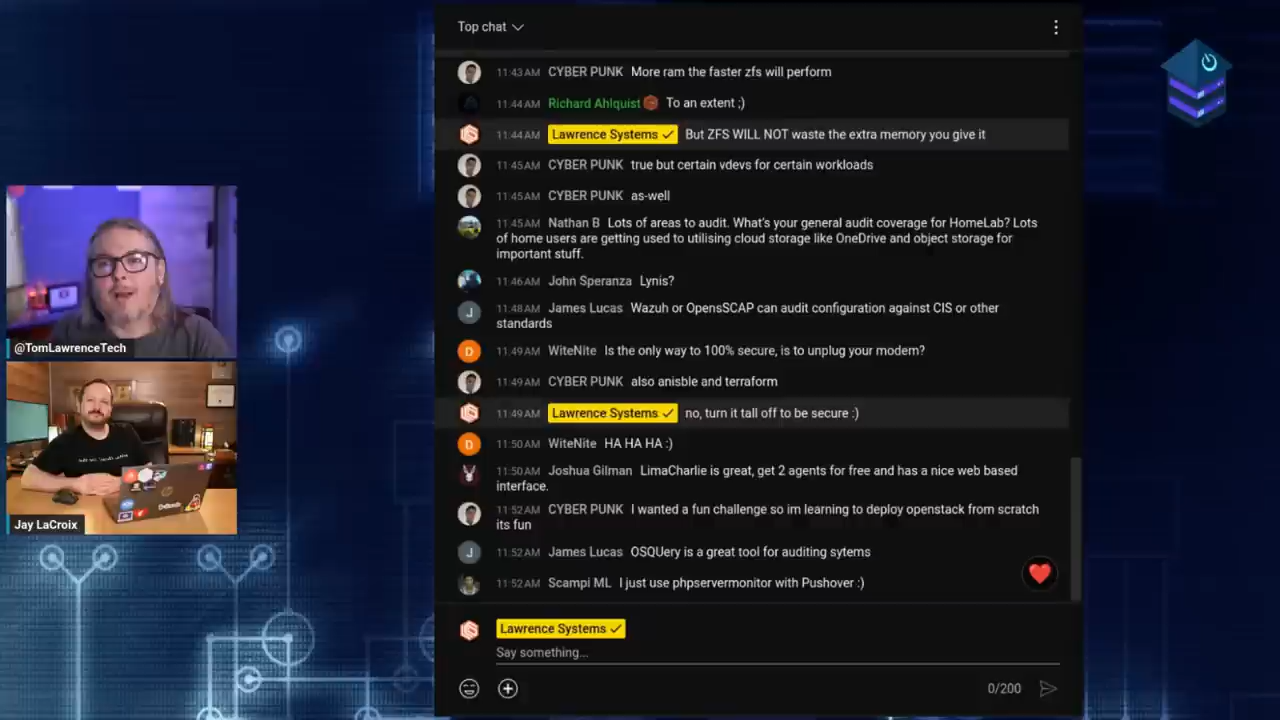 Top chat
11:43 AM CYBER PUNK More ram the faster zfs will perform
11:44 AM Richard Ahlquist To an extent ;)
11:44 AM Lawrence Systems But ZFS WILL NOT waste the extra memory you give it
11:45 AM CYBER PUNK true but certain vdevs for certain workloads
11:45 AM CYBER PUNK as-well
11:45 AM Nathan B Lots of areas to audit. What's your general audit coverage for HomeLab? Lots
of home users are getting used to utilising cloud storage like OneDrive and object storage for
important stuff.
11:46 AM John Speranza Lynis?
11:48 AM James Lucas Wazuh or OpensSCAP can audit configuration against CIS or other
standards
11:49 AM WiteNite Is the only way to 100% secure, is to unplug your modem?
11:49 AM CYBER PUNK also anisble and terraform
11:49 AM Lawrence Systems no, turn it tall off to be secure :)
11:50 AM WiteNite HA HA HA :)
11:50 AM Joshua Gilman LimaCharlie is great, get 2 agents for free and has a nice web based
interface.
11:52 AM CYBER PUNK I wanted a fun challenge so im learning to deploy openstack from scratch
its fun
11:52 AM James Lucas OSQUery is a great tool for auditing sytems
11:52 AM Scampi ML I just use phpservermonitor with Pushover :)
Lawrence Systems
Say something...
0/200
@TomLawrenceTech
Jay LaCroix
J
D
J